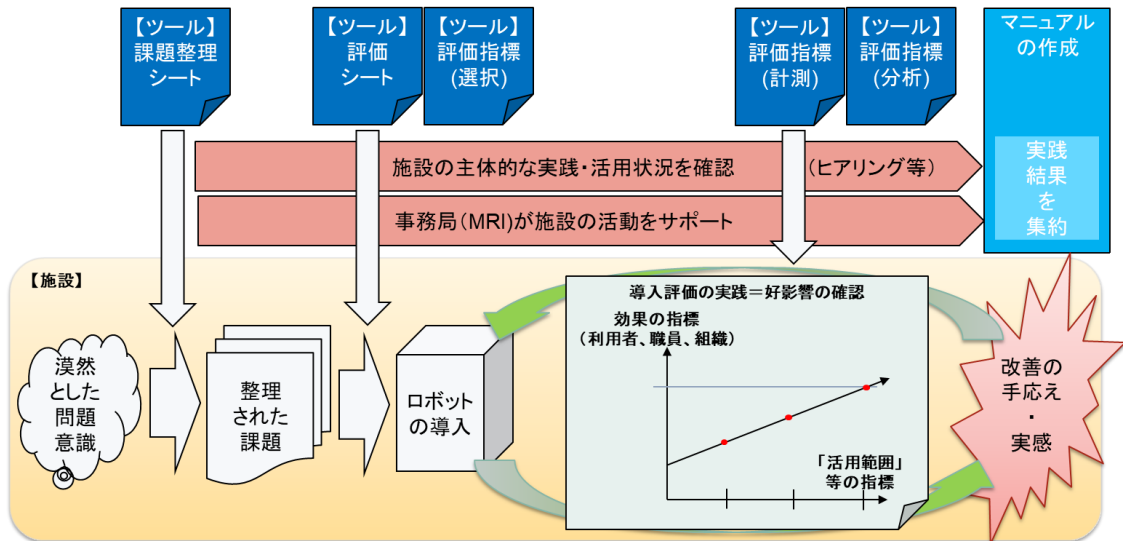 【ツール】
課題整理
シート
【ツール】
評価
シート
【ツール】
評価指標
(選択)
【ツール】
評価指標
(計測)
【ツール】
評価指標
(分析)
マニュアル
の作成
施設の主体的な実践・活用状況を確認 (ヒアリング等)
事務局(MRI)が施設の活動をサポート
実践
結果
を
集約
【施設】
漠然
とした
問題
意識
整理
された
課題
ロボット
の導入
導入評価の実践＝好影響の確認
効果の指標
(利用者、職員、組織)
「活用範囲」
等の指標
改善の
手応え
・
実感